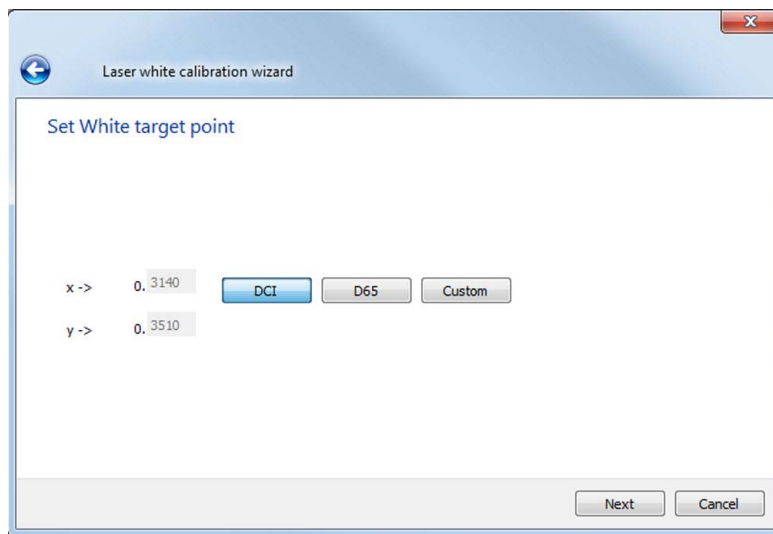 Laser white calibration wizard
Set White target point
x -> 0. 3140 DCI D65 Custom
y -> 0. 3510
Next Cancel